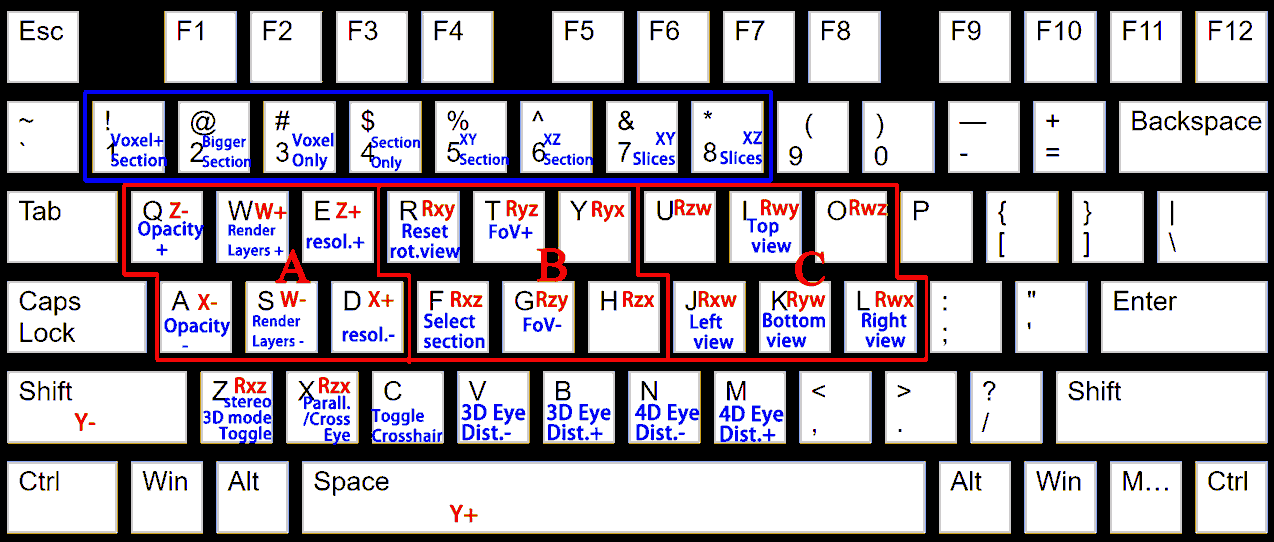 Esc F1 F2 F3 F4 F5 F6 F7 F8 F9 F10 F11 F12
~ ! @ # $ % ^ & * ( ) — +
` 1 Voxel+ Section 2 Bigger Section 3 Voxel Only 4 Section Only 5 XY Section 6 XZ Section 7 XY Slices 8 XZ Slices 9 0 - = Backspace
Tab Q Z- W W+ E Z+ R Rxy T Ryz Y Ryx U Rzw I Rwy O Rwz P { } |
Opacity + Render Layers + resol.+ Reset rot.view FoV+ Top view [ ] \
A B C
Caps Lock A X- S W- D X+ F Rxz G Rzy H Rzx J Rxw K Ryw L Rwx : " Enter
Opacity - Render Layers - resol.- Select section FoV- Left view Bottom view Right view ; '
Shift Z Rxz X Rzx C V B N M < > ? Shift
Y- stereo 3D mode Toggle Parall. /Cross Eye Toggle Crosshair 3D Eye Dist.- 3D Eye Dist.+ 4D Eye Dist.- 4D Eye Dist.+ , . /
Ctrl Win Alt Space Alt Win M... Ctrl
Y+